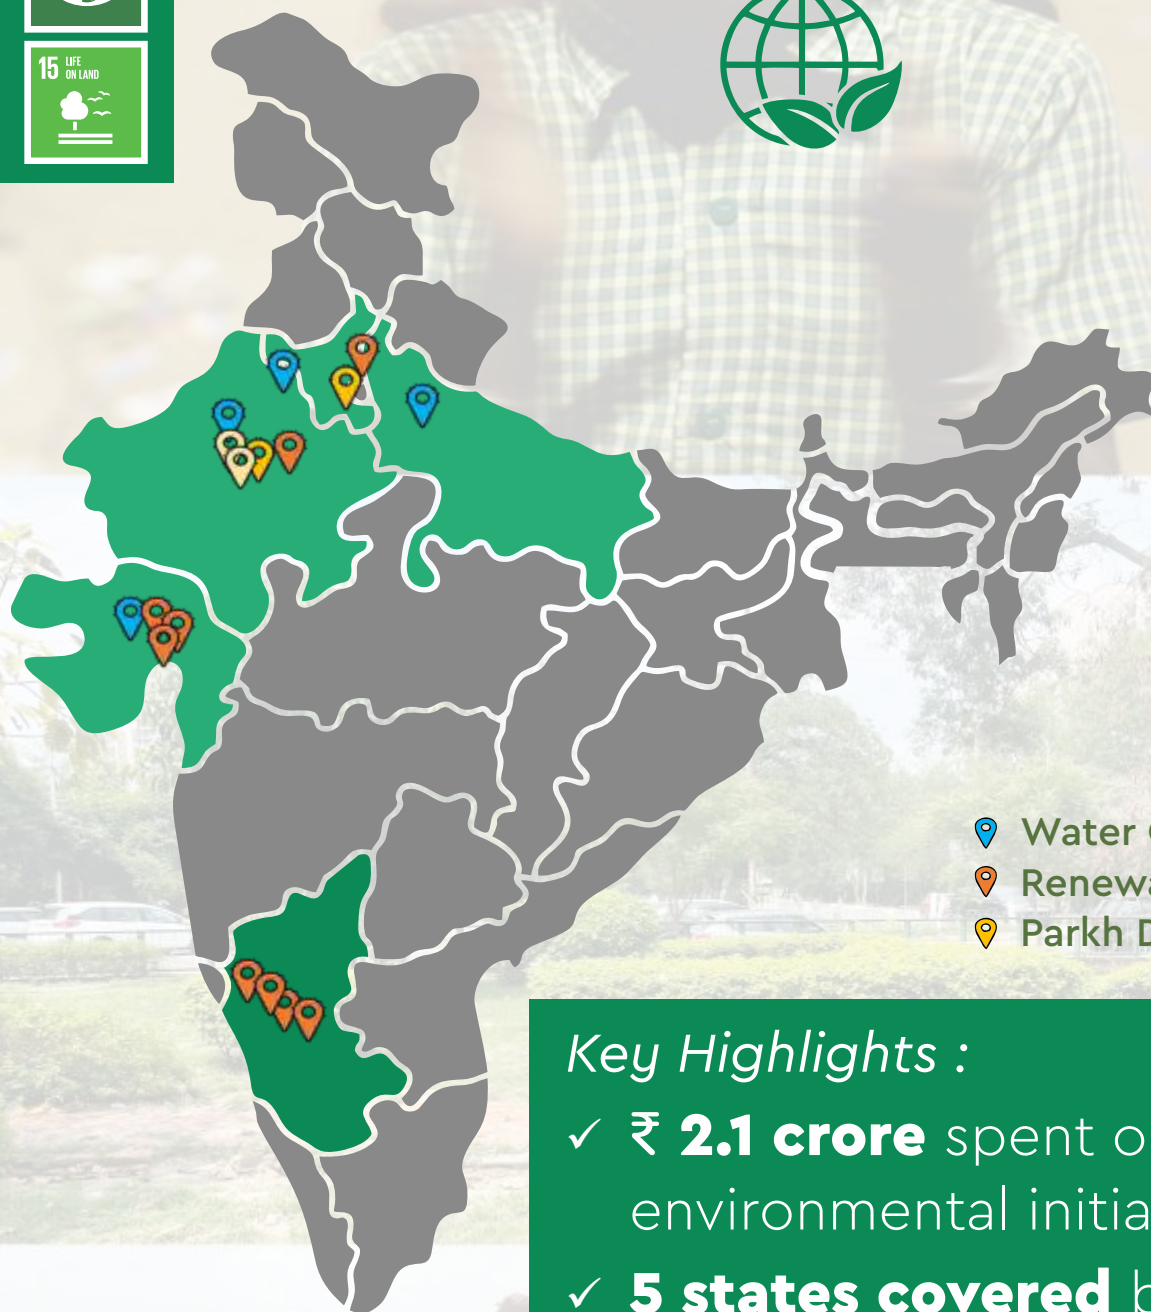 15 LIFE
ON LAND
Water
Renewa
Parkh D
Key Highlights :
✓ ₹ 2.1 crore spent o
environmental initia
✓ 5 states covered b